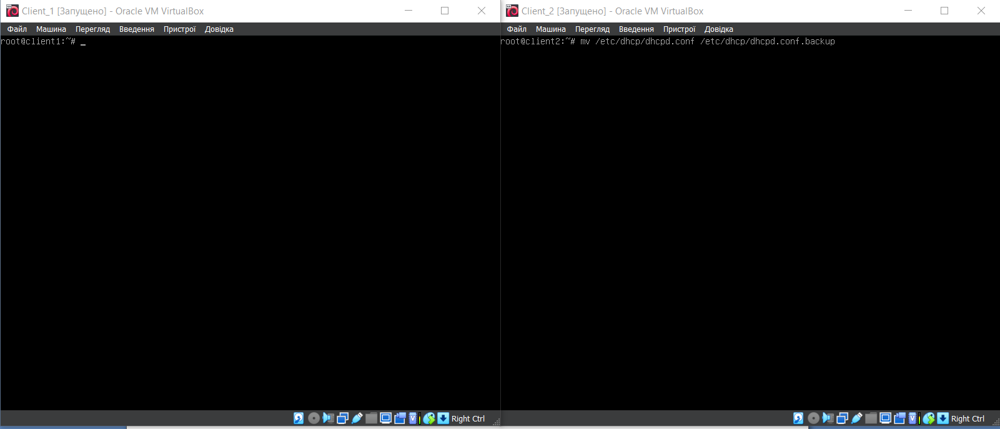 Client_1 [Запущено] - Oracle VM VirtualBox
Файл Машина Перегляд Введення Пристрої Довідка
root@client1:~# _
Right Ctrl
Client_2 [Запущено] - Oracle VM VirtualBox
Файл Машина Перегляд Введення Пристрої Довідка
root@client2:~# mv /etc/dhcp/dhcpd.conf /etc/dhcp/dhcpd.conf.backup
Right Ctrl